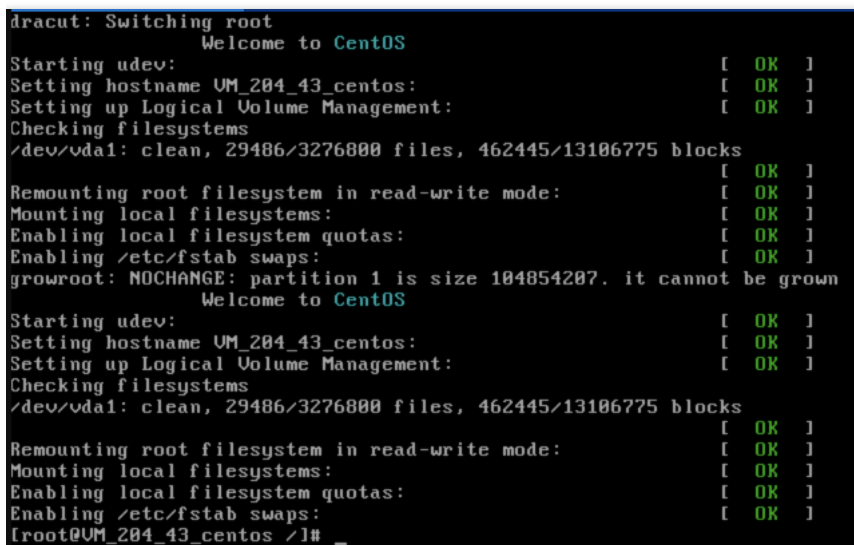 dracut: Switching root
Welcome to CentOS
Starting udev: [ OK ]
Setting hostname VM_204_43_centos: [ OK ]
Setting up Logical Volume Management: [ OK ]
Checking filesystems
/dev/vda1: clean, 29486/3276800 files, 462445/13106775 blocks
[ OK ]
Remounting root filesystem in read-write mode: [ OK ]
Mounting local filesystems: [ OK ]
Enabling local filesystem quotas: [ OK ]
Enabling /etc/fstab swaps: [ OK ]
growroot: NOCHANGE: partition 1 is size 104854207. it cannot be grown
Welcome to CentOS
Starting udev: [ OK ]
Setting hostname VM_204_43_centos: [ OK ]
Setting up Logical Volume Management: [ OK ]
Checking filesystems
/dev/vda1: clean, 29486/3276800 files, 462445/13106775 blocks
[ OK ]
Remounting root filesystem in read-write mode: [ OK ]
Mounting local filesystems: [ OK ]
Enabling local filesystem quotas: [ OK ]
Enabling /etc/fstab swaps: [ OK ]
[root@VM_204_43_centos /]# _